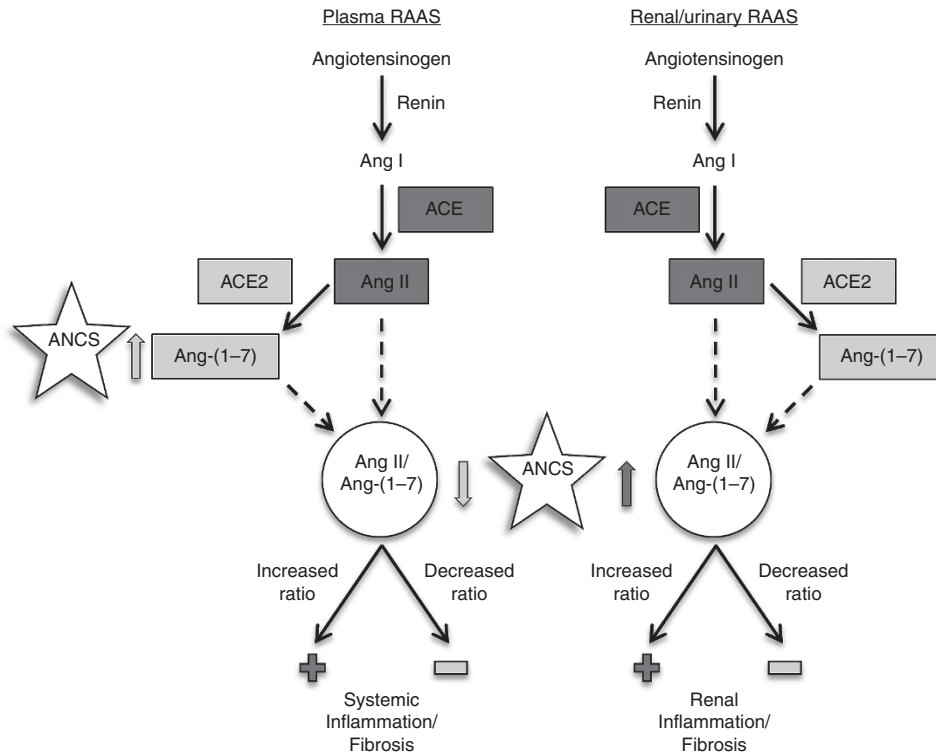 Plasma RAAS
Angiotensinogen
Renin
Ang I
ACE
ACE2
Ang II
ANCS
Ang-(1–7)
Ang II/
Ang-(1–7)
Increased
ratio
Decreased
ratio
Systemic
Inflammation/
Fibrosis
Renal/urinary RAAS
Angiotensinogen
Renin
Ang I
ACE
Ang II
ACE2
Ang-(1–7)
ANCS
Ang II/
Ang-(1–7)
Increased
ratio
Decreased
ratio
Renal
Inflammation/
Fibrosis